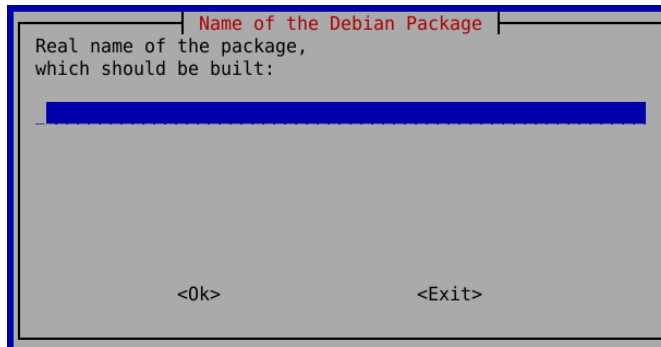 Name of the Debian Package
Real name of the package,
which should be built:
<Ok> <Exit>